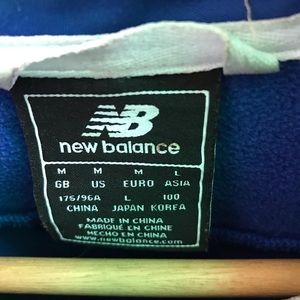 NB
new balance
M M M L
GB US EURO ASIA
175/96A L 100
CHINA JAPAN KOREA
MADE IN CHINA
FABRIQUÉ EN CHINE
HECHO EN CHINA
www.newbalance.com